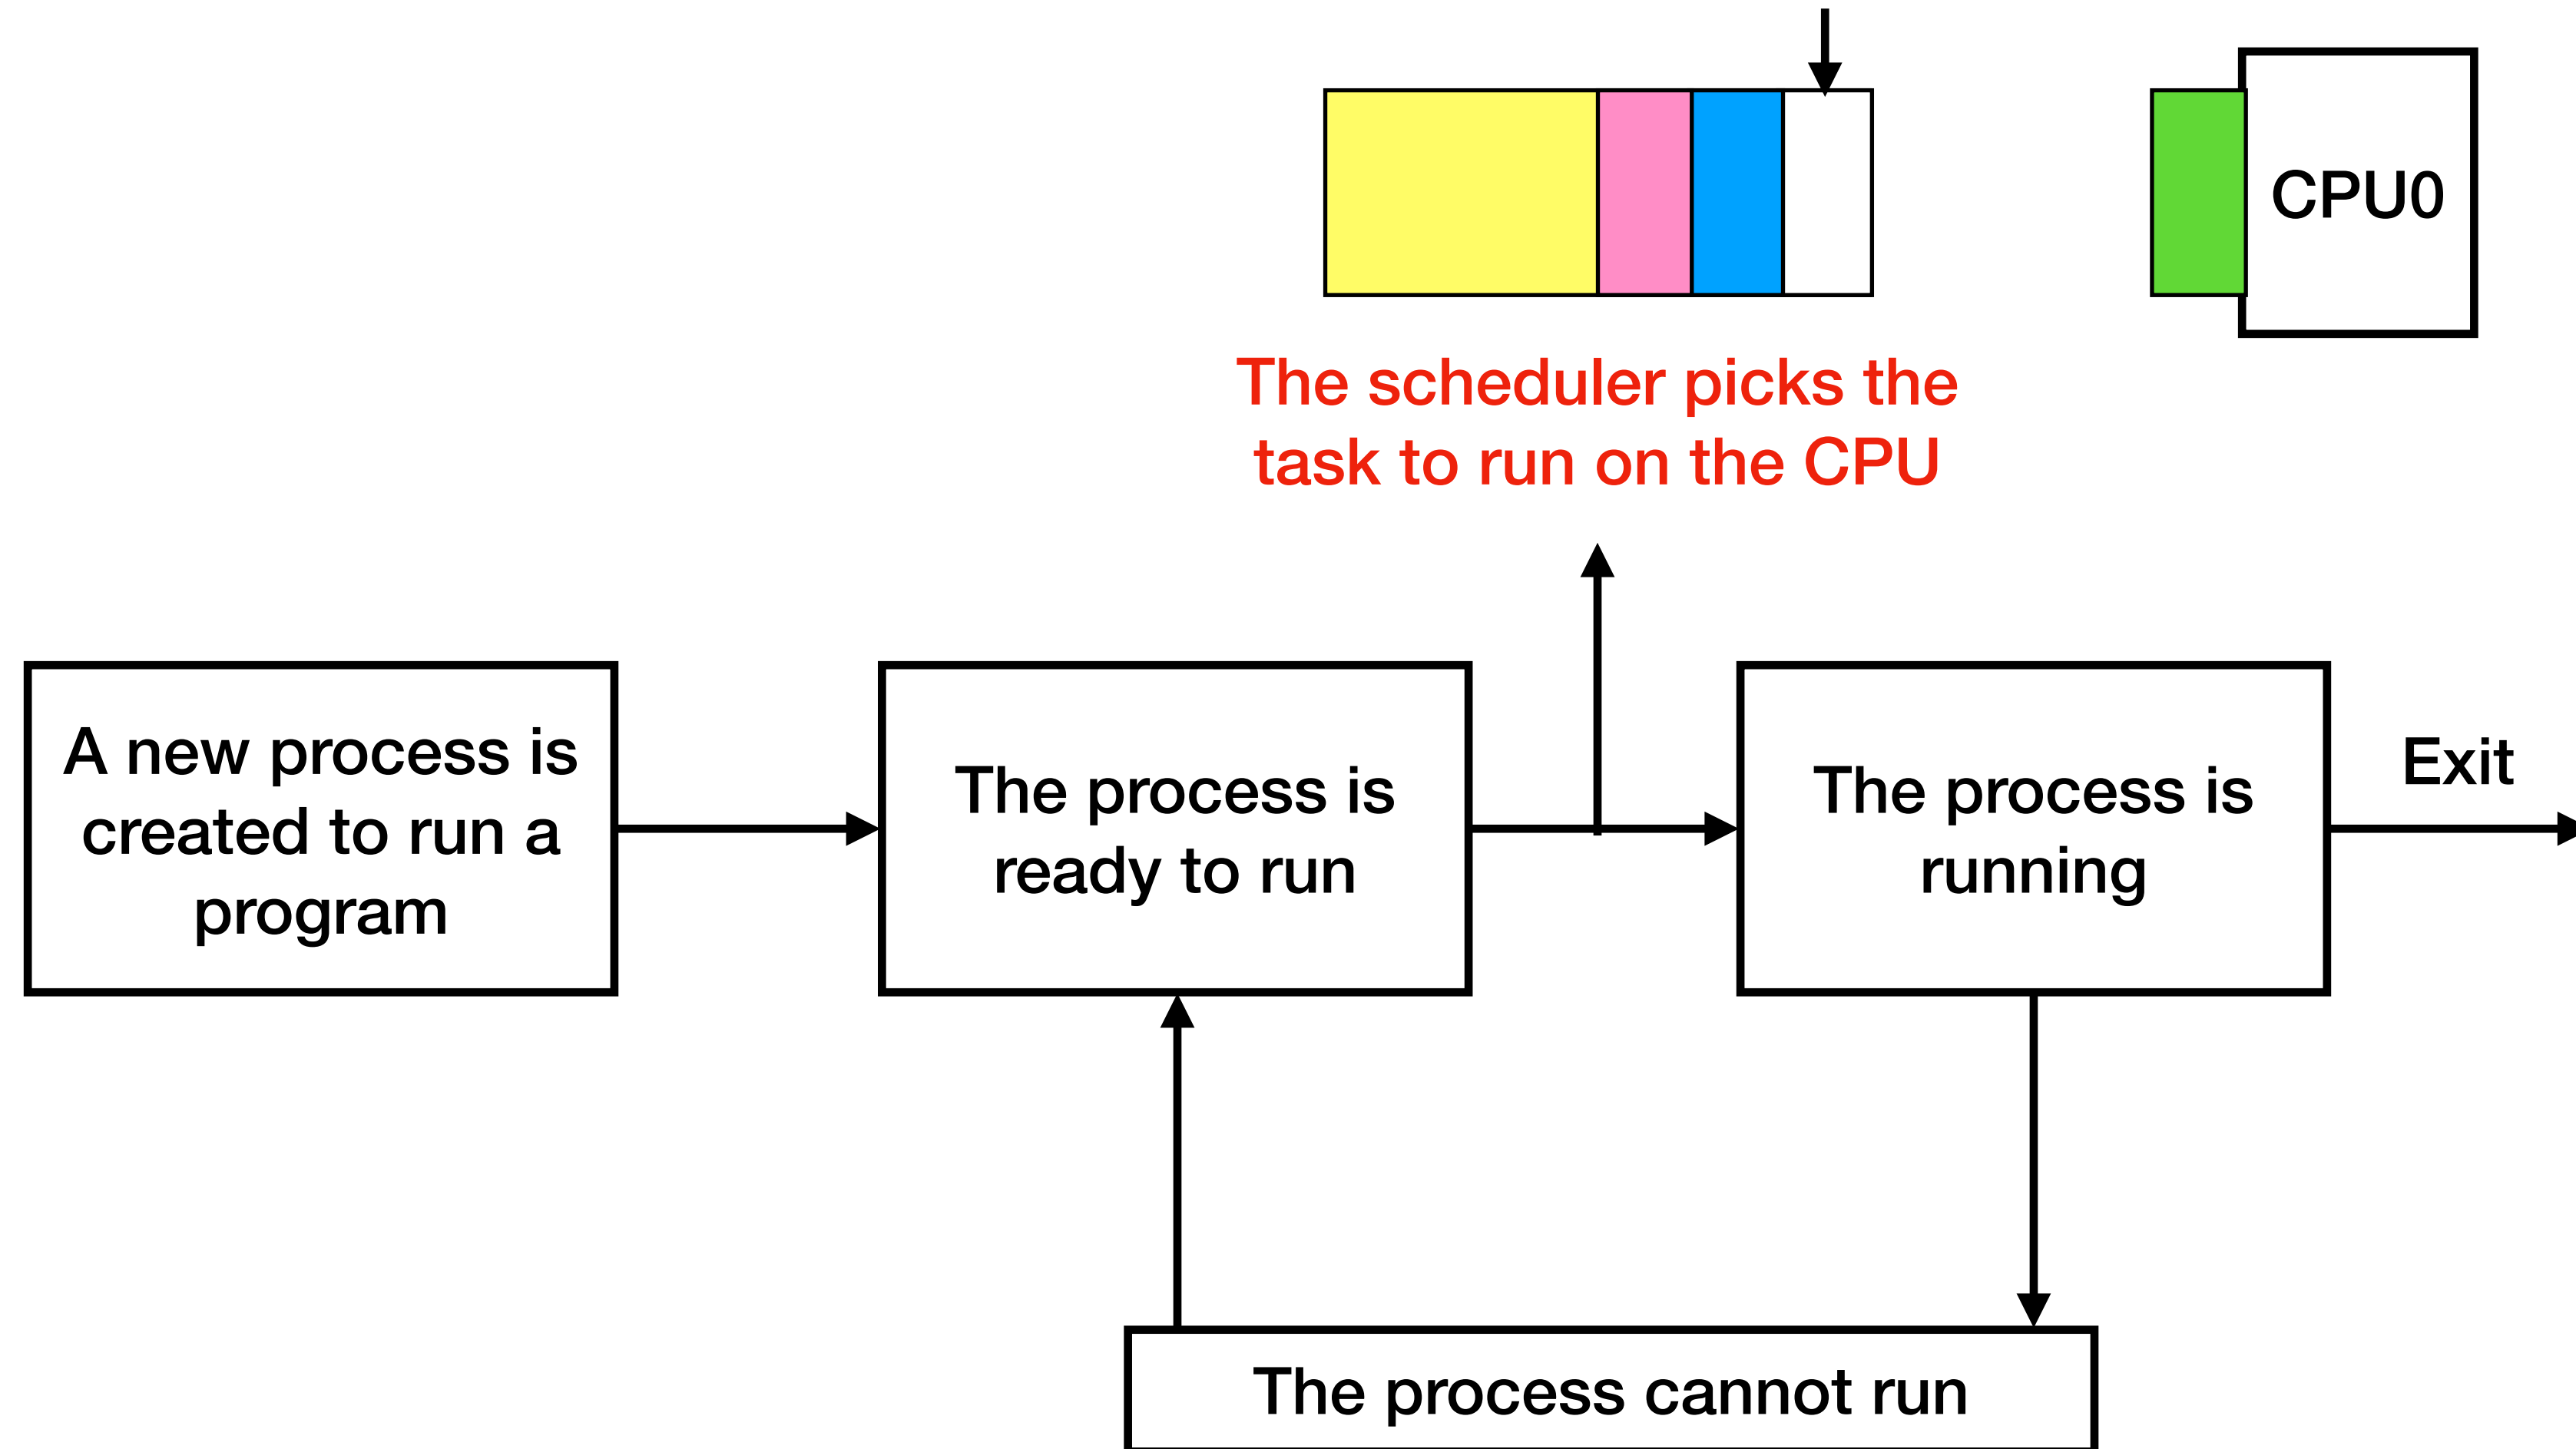 CPU0
The scheduler picks the
task to run on the CPU
A new process is
created to run a
program
The process is
ready to run
The process is
running
Exit
The process cannot run